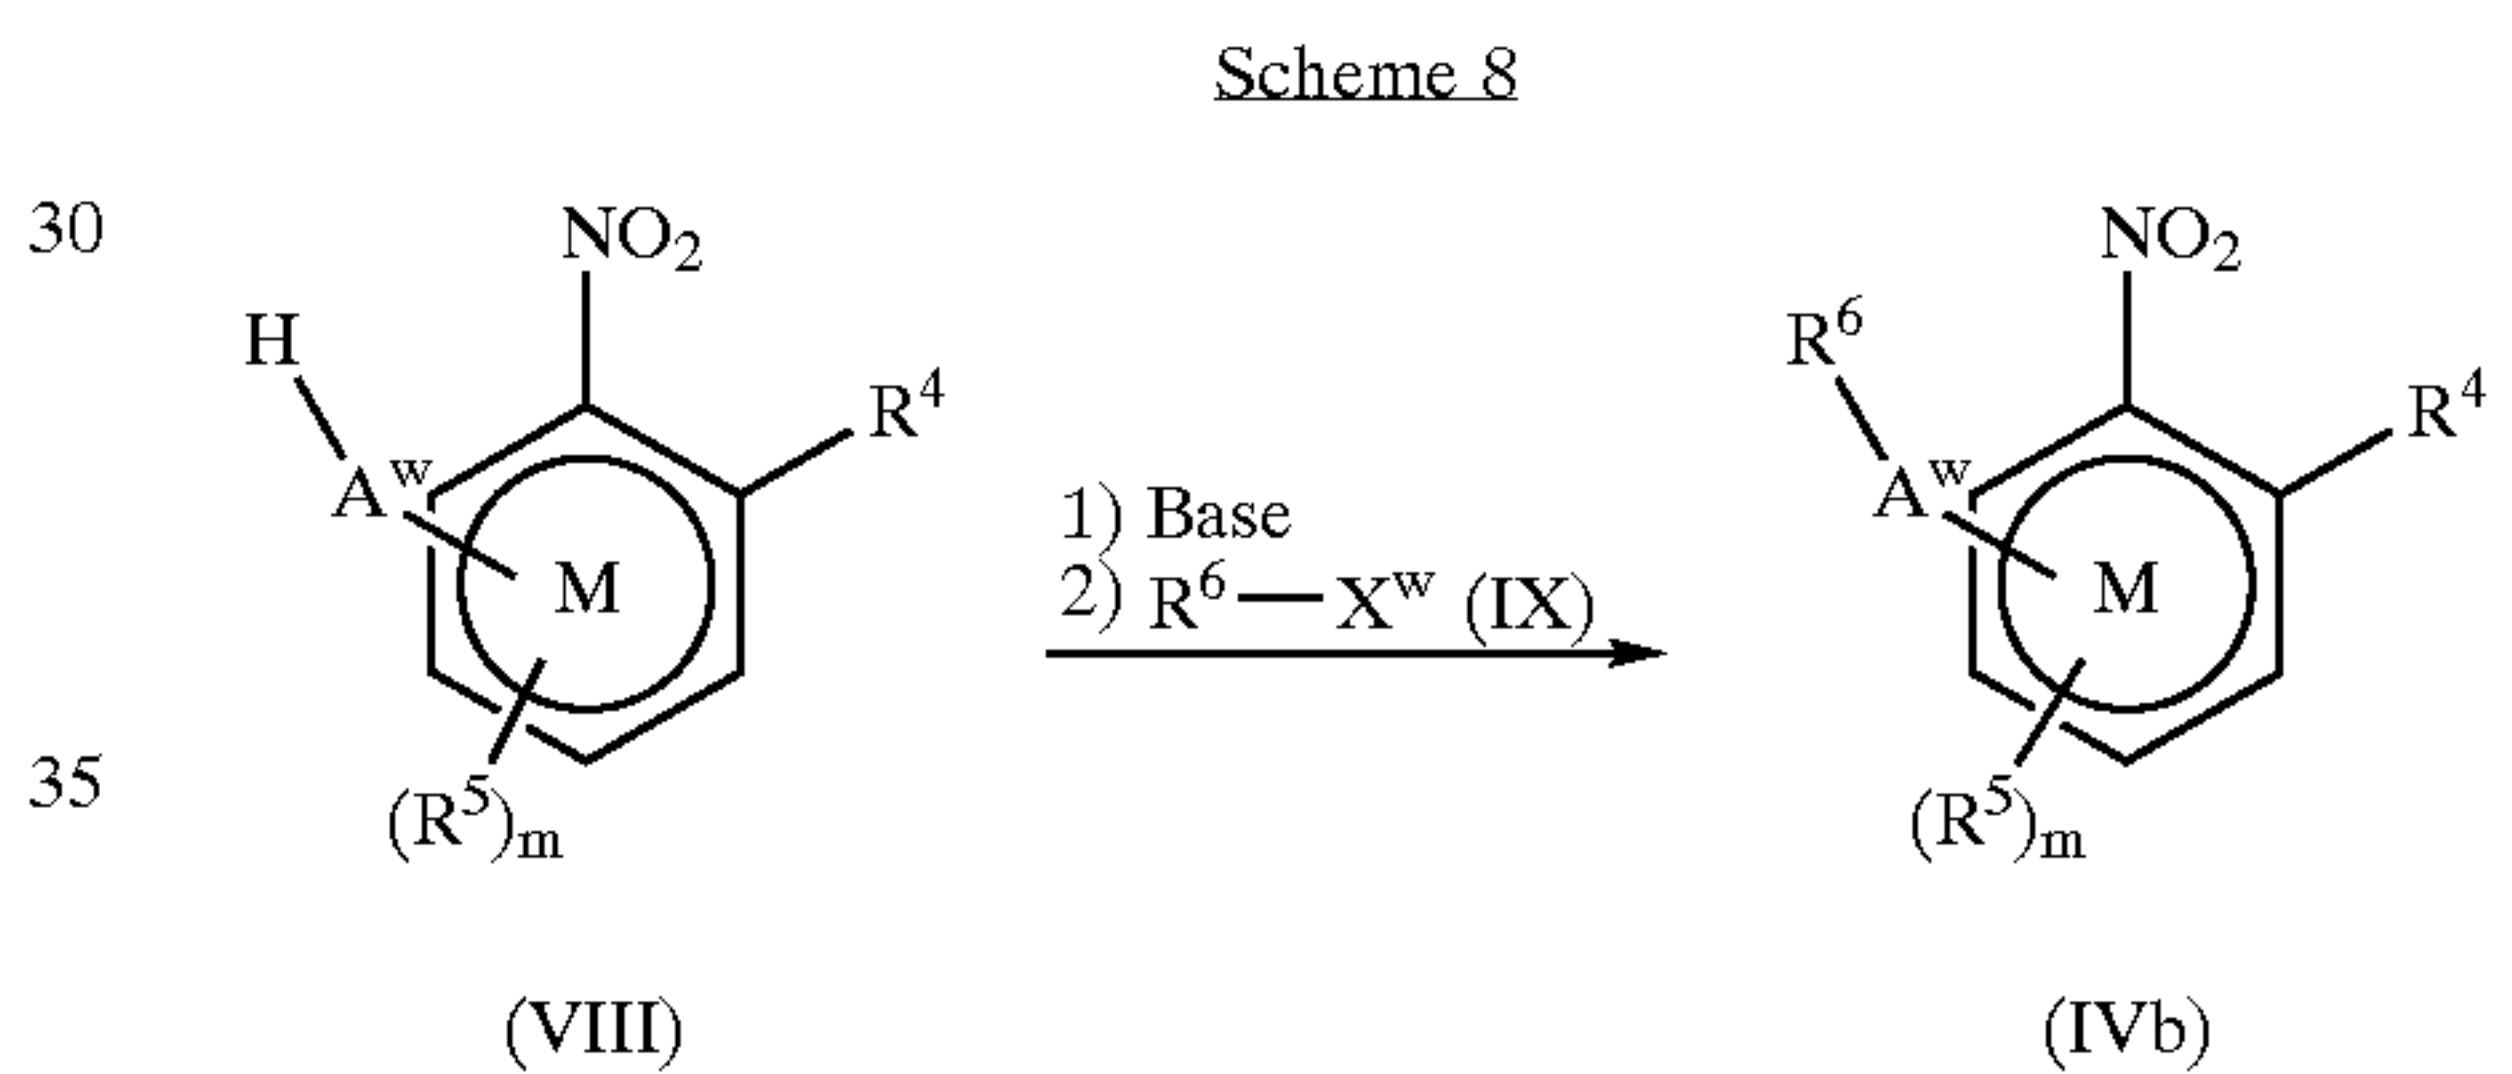 Scheme 8
30
NO₂
H
R⁴
Aʷ
M
(R⁵)ₘ
35
(VIII)
1) Base
2) R⁶—Xʷ (IX)
NO₂
R⁶
R⁴
Aʷ
M
(R⁵)ₘ
(IVb)